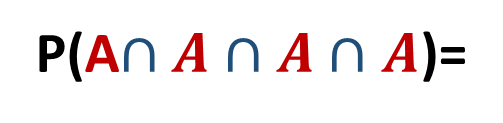 P(A∩ A ∩ A ∩ A)=